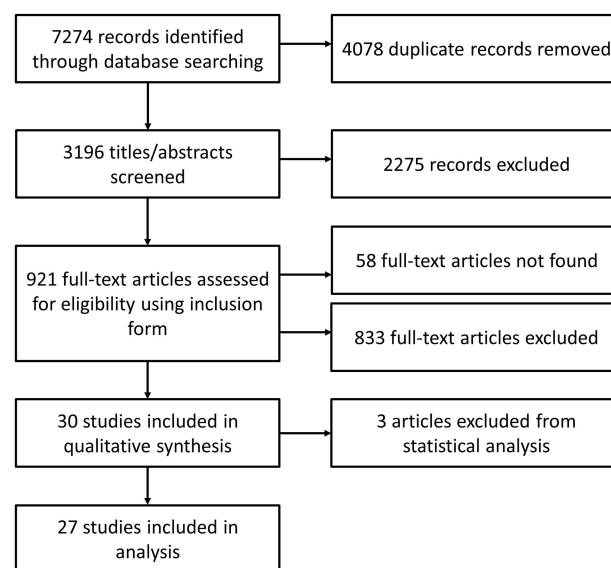 7274 records identified
through database searching
4078 duplicate records removed
3196 titles/abstracts
screened
2275 records excluded
921 full-text articles assessed
for eligibility using inclusion
form
58 full-text articles not found
833 full-text articles excluded
30 studies included in
qualitative synthesis
3 articles excluded from
statistical analysis
27 studies included in
analysis